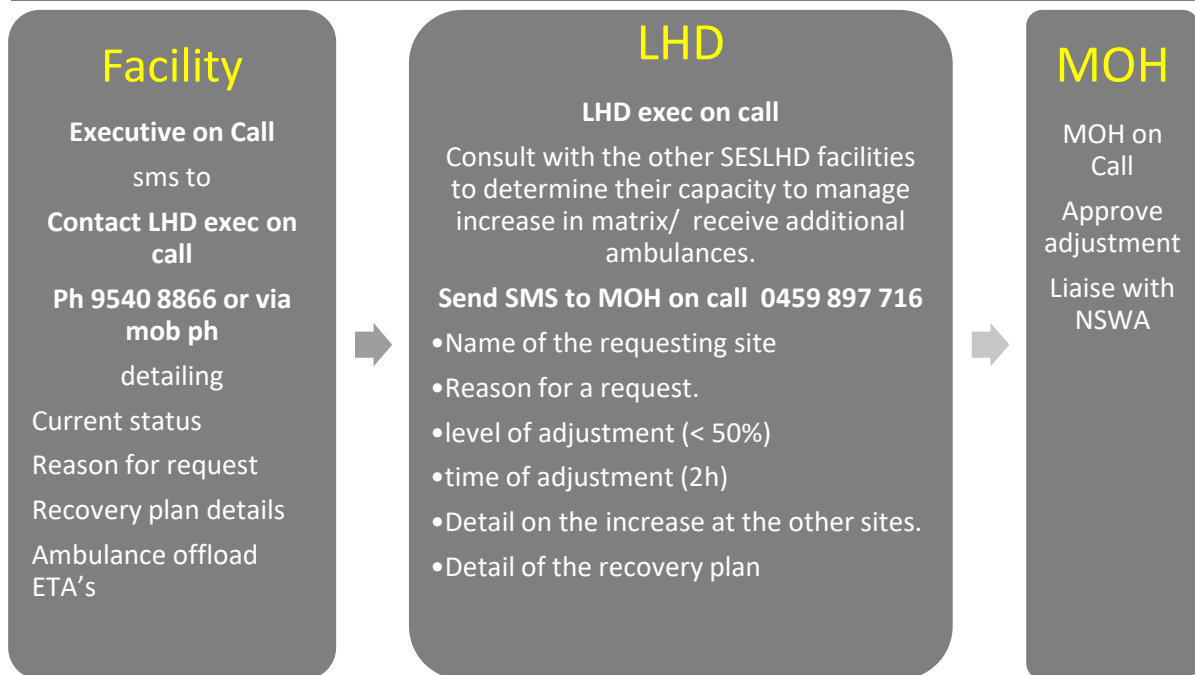 Facility
Executive on Call
sms to
Contact LHD exec on
call
Ph 9540 8866 or via
mob ph
detailing
Current status
Reason for request
Recovery plan details
Ambulance offload
ETA’s
LHD
LHD exec on call
Consult with the other SESLHD facilities
to determine their capacity to manage
increase in matrix/ receive additional
ambulances.
Send SMS to MOH on call 0459 897 716
•Name of the requesting site
•Reason for a request.
•level of adjustment (< 50%)
•time of adjustment (2h)
•Detail on the increase at the other sites.
•Detail of the recovery plan
MOH
MOH on
Call
Approve
adjustment
Liaise with
NSWA